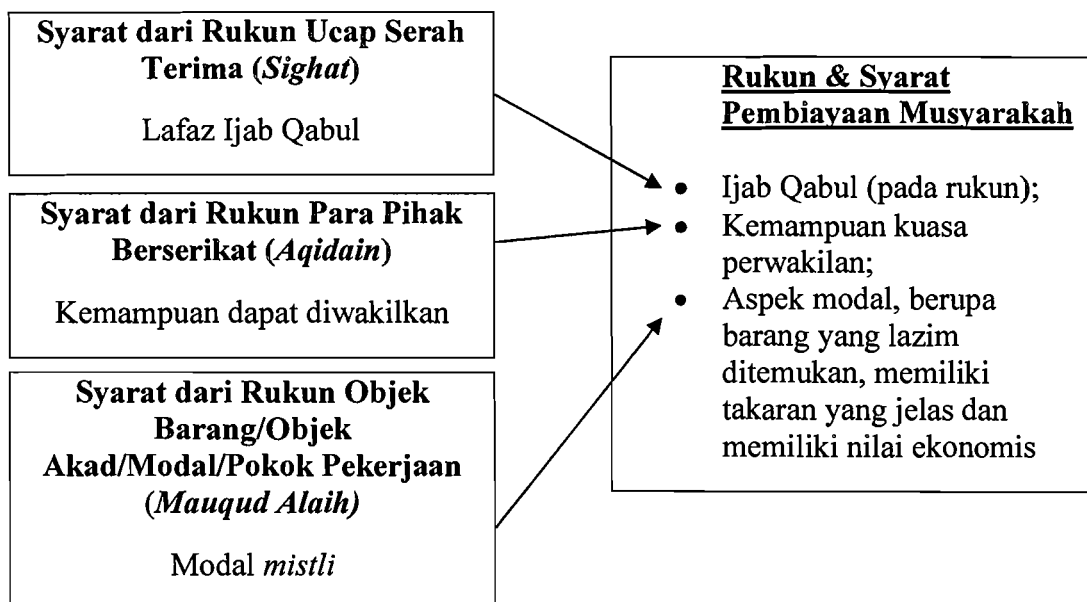 Syarat dari Rukun Ucap Serah
Terima (Sighat)
Lafaz Ijab Qabul
Syarat dari Rukun Para Pihak
Berserikat (Aqidain)
Kemampuan dapat diwakilkan
Syarat dari Rukun Objek
Barang/Objek
Akad/Modal/Pokok Pekerjaan
(Mauqud Alaih)
Modal mistli
Rukun & Syarat
Pembiayaan Musyarakah
• Ijab Qabul (pada rukun);
• Kemampuan kuasa
perwakilan;
• Aspek modal, berupa
barang yang lazim
ditemukan, memiliki
takaran yang jelas dan
memiliki nilai ekonomis